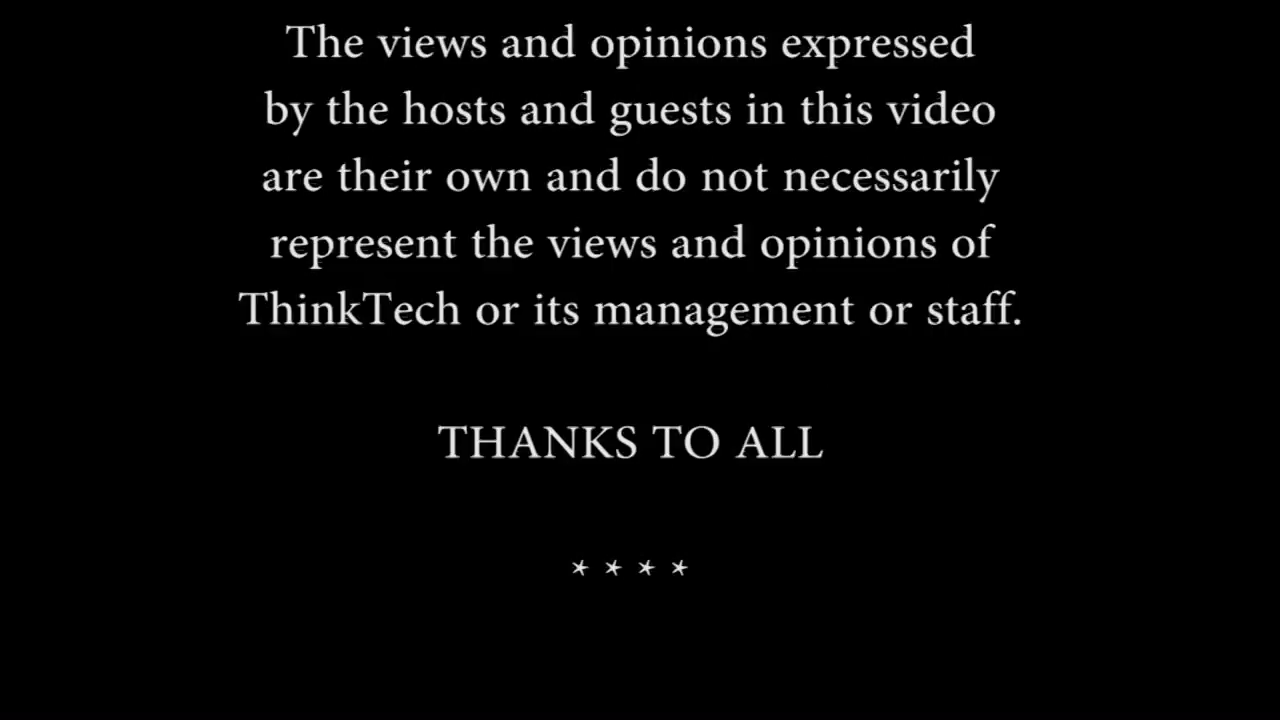 The views and opinions expressed
by the hosts and guests in this video
are their own and do not necessarily
represent the views and opinions of
ThinkTech or its management or staff.
THANKS TO ALL
* * * *